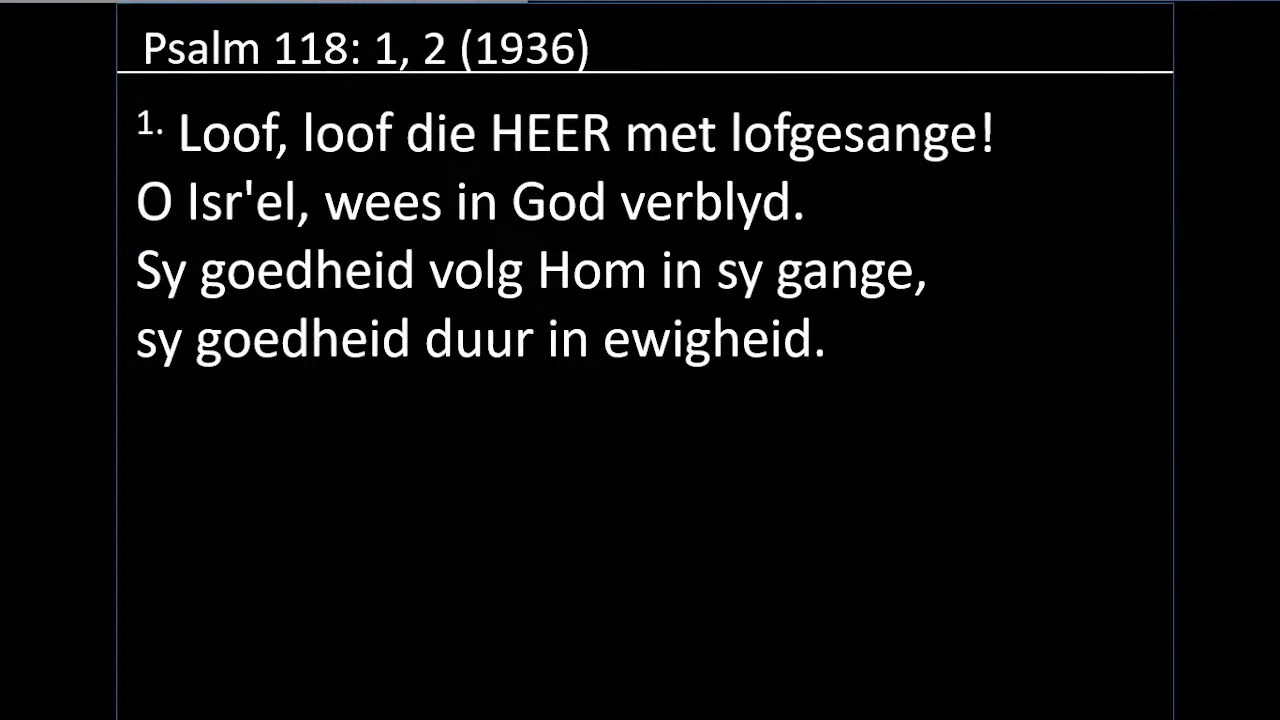 Psalm 118: 1, 2 (1936)
1. Loof, loof die HEER met lofgesange!
O Isr'el, wees in God verblyd.
Sy goedheid volg Hom in sy gange,
sy goedheid duur in ewigheid.